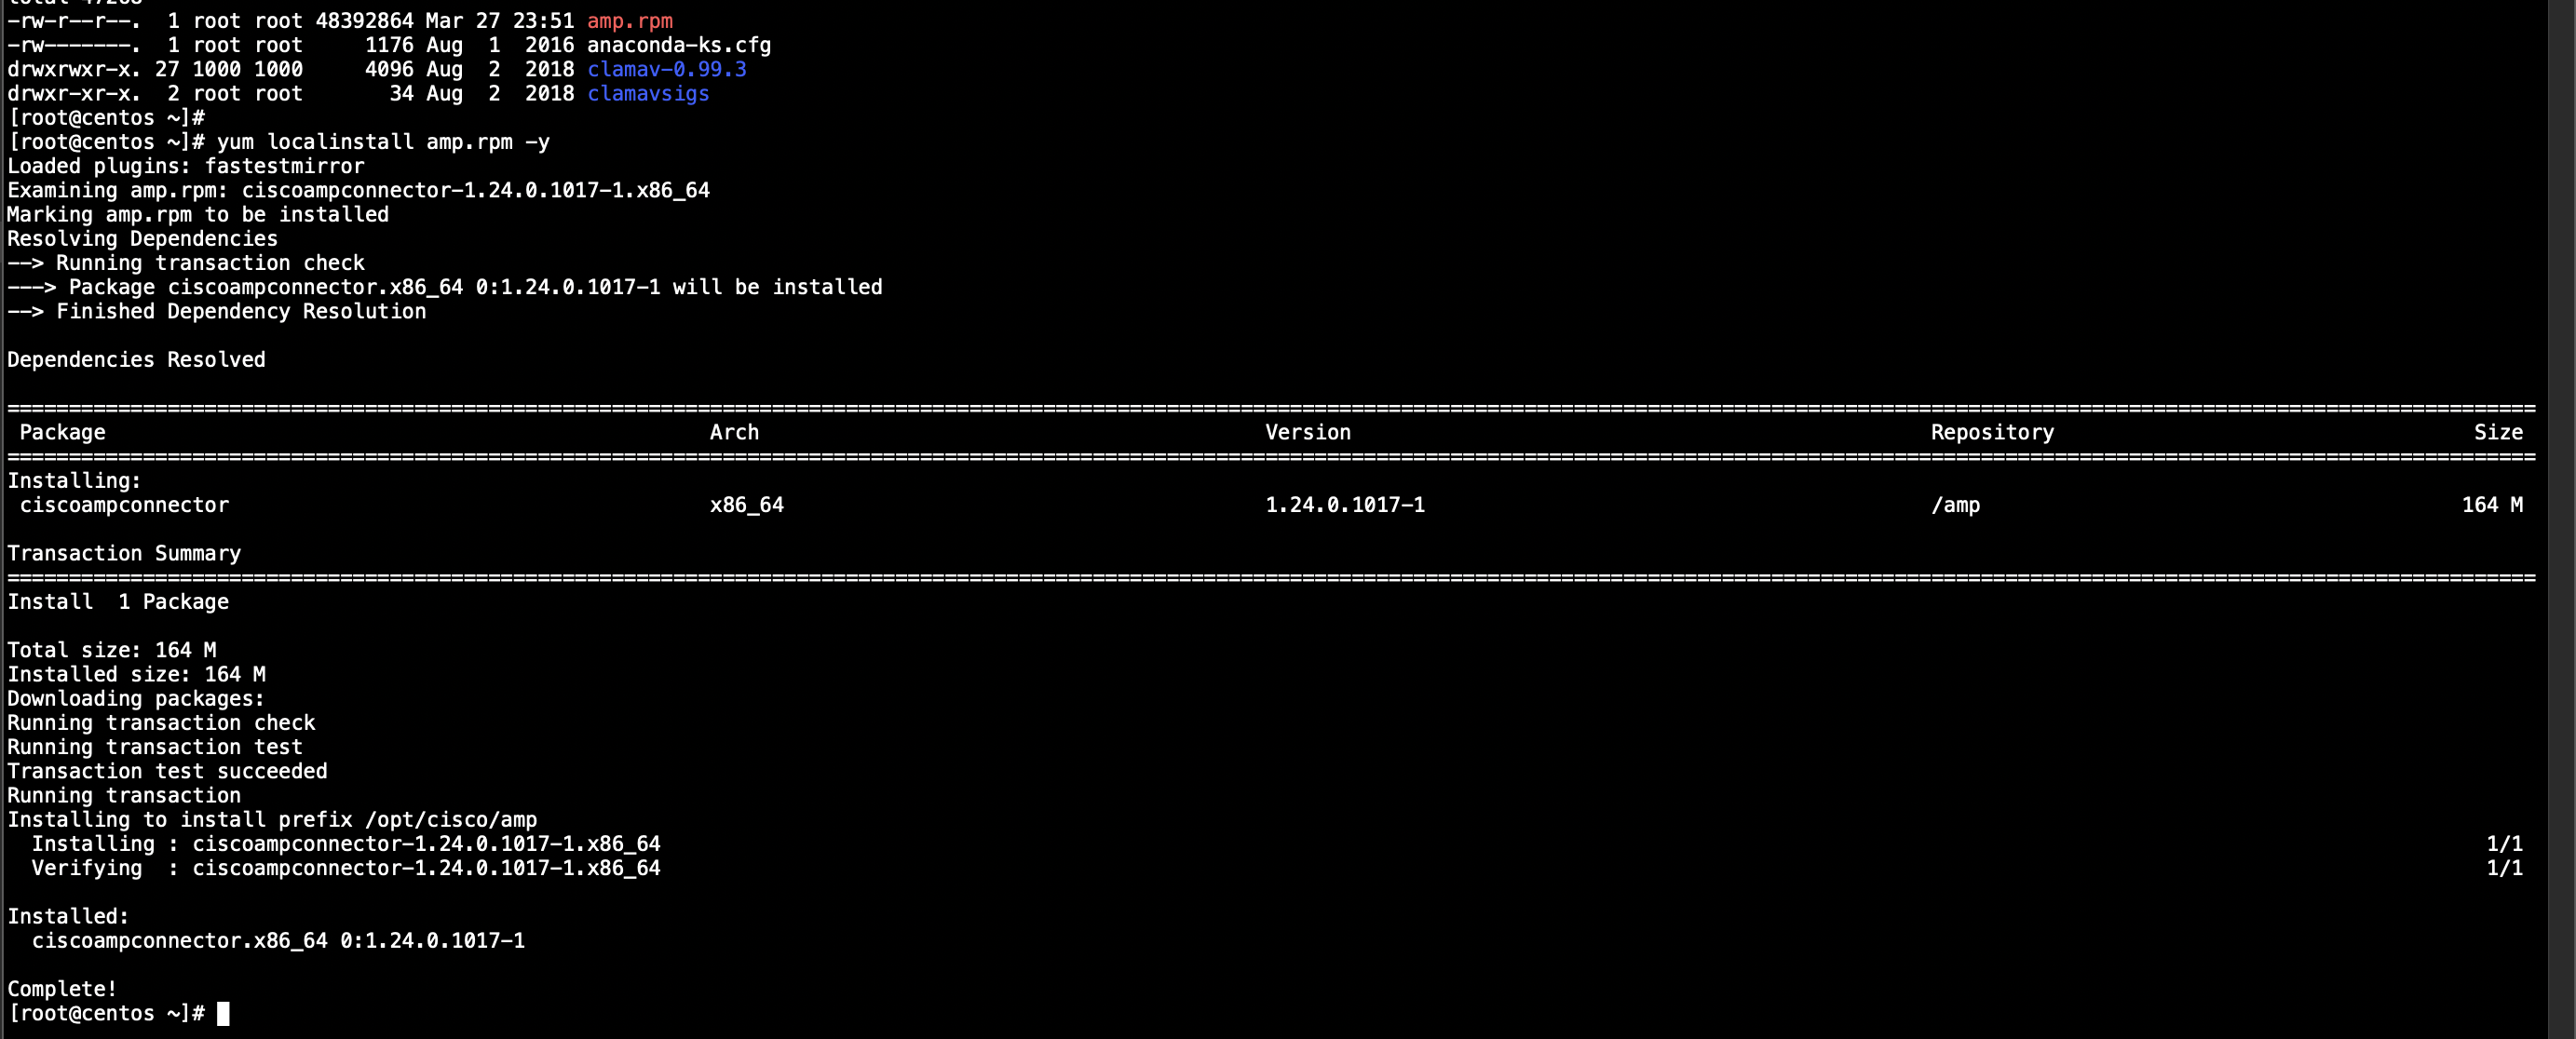 -rw-r--r--.  1 root root 48392864 Mar 27 23:51 amp.rpm
-rw-------.  1 root root     1176 Aug  1  2016 anaconda-ks.cfg
drwxrwxr-x. 27 1000 1000     4096 Aug  2  2018 clamav-0.99.3
drwxr-xr-x.  2 root root       34 Aug  2  2018 clamavsigs
[root@centos ~]#
[root@centos ~]# yum localinstall amp.rpm -y
Loaded plugins: fastestmirror
Examining amp.rpm: ciscoampconnector-1.24.0.1017-1.x86_64
Marking amp.rpm to be installed
Resolving Dependencies
--> Running transaction check
---> Package ciscoampconnector.x86_64 0:1.24.0.1017-1 will be installed
--> Finished Dependency Resolution
Dependencies Resolved
Package Arch Version Repository Size
Installing:
ciscoampconnector x86_64 1.24.0.1017-1 /amp 164 M
Transaction Summary
Install  1 Package
Total size: 164 M
Installed size: 164 M
Downloading packages:
Running transaction check
Running transaction test
Transaction test succeeded
Running transaction
Installing to install prefix /opt/cisco/amp
  Installing : ciscoampconnector-1.24.0.1017-1.x86_64 1/1
  Verifying  : ciscoampconnector-1.24.0.1017-1.x86_64 1/1
Installed:
  ciscoampconnector.x86_64 0:1.24.0.1017-1
Complete!
[root@centos ~]#